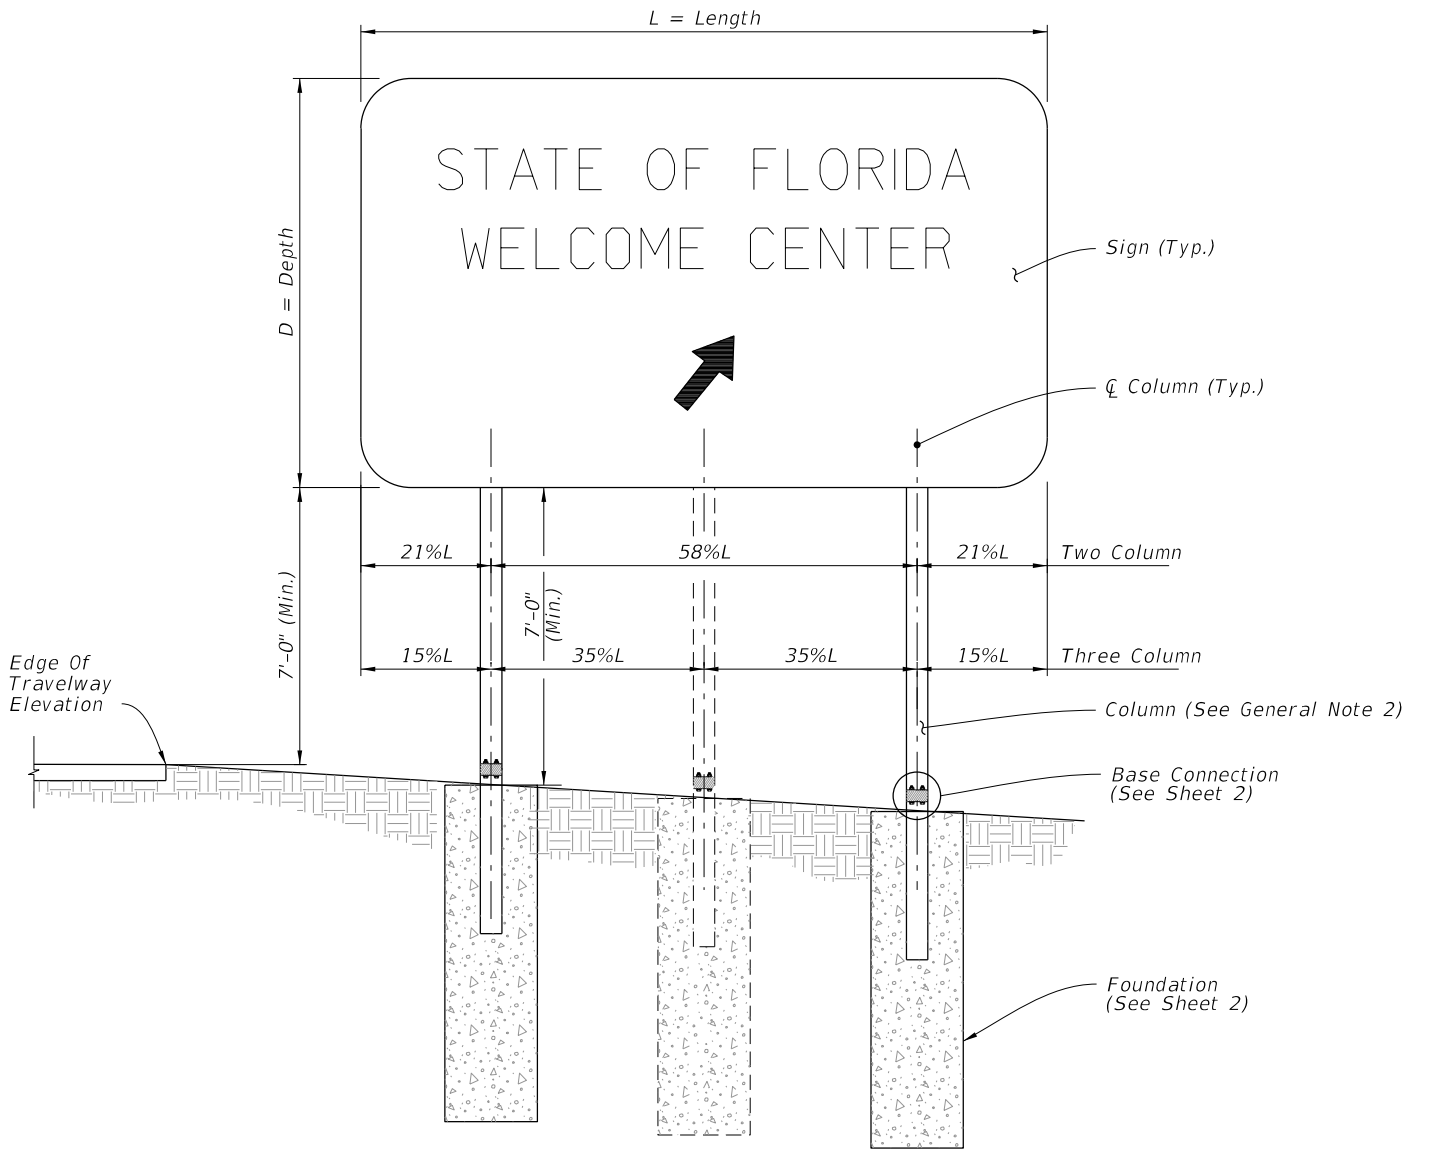 L = Length
STATE OF FLORIDA
WELCOME CENTER
D = Depth
Sign (Typ.)
℄ Column (Typ.)
21%L 58%L 21%L Two Column
7'-0" (Min.)
7'-0"
(Min.)
15%L 35%L 35%L 15%L Three Column
Edge Of
Travelway
Elevation
Column (See General Note 2)
Base Connection
(See Sheet 2)
Foundation
(See Sheet 2)